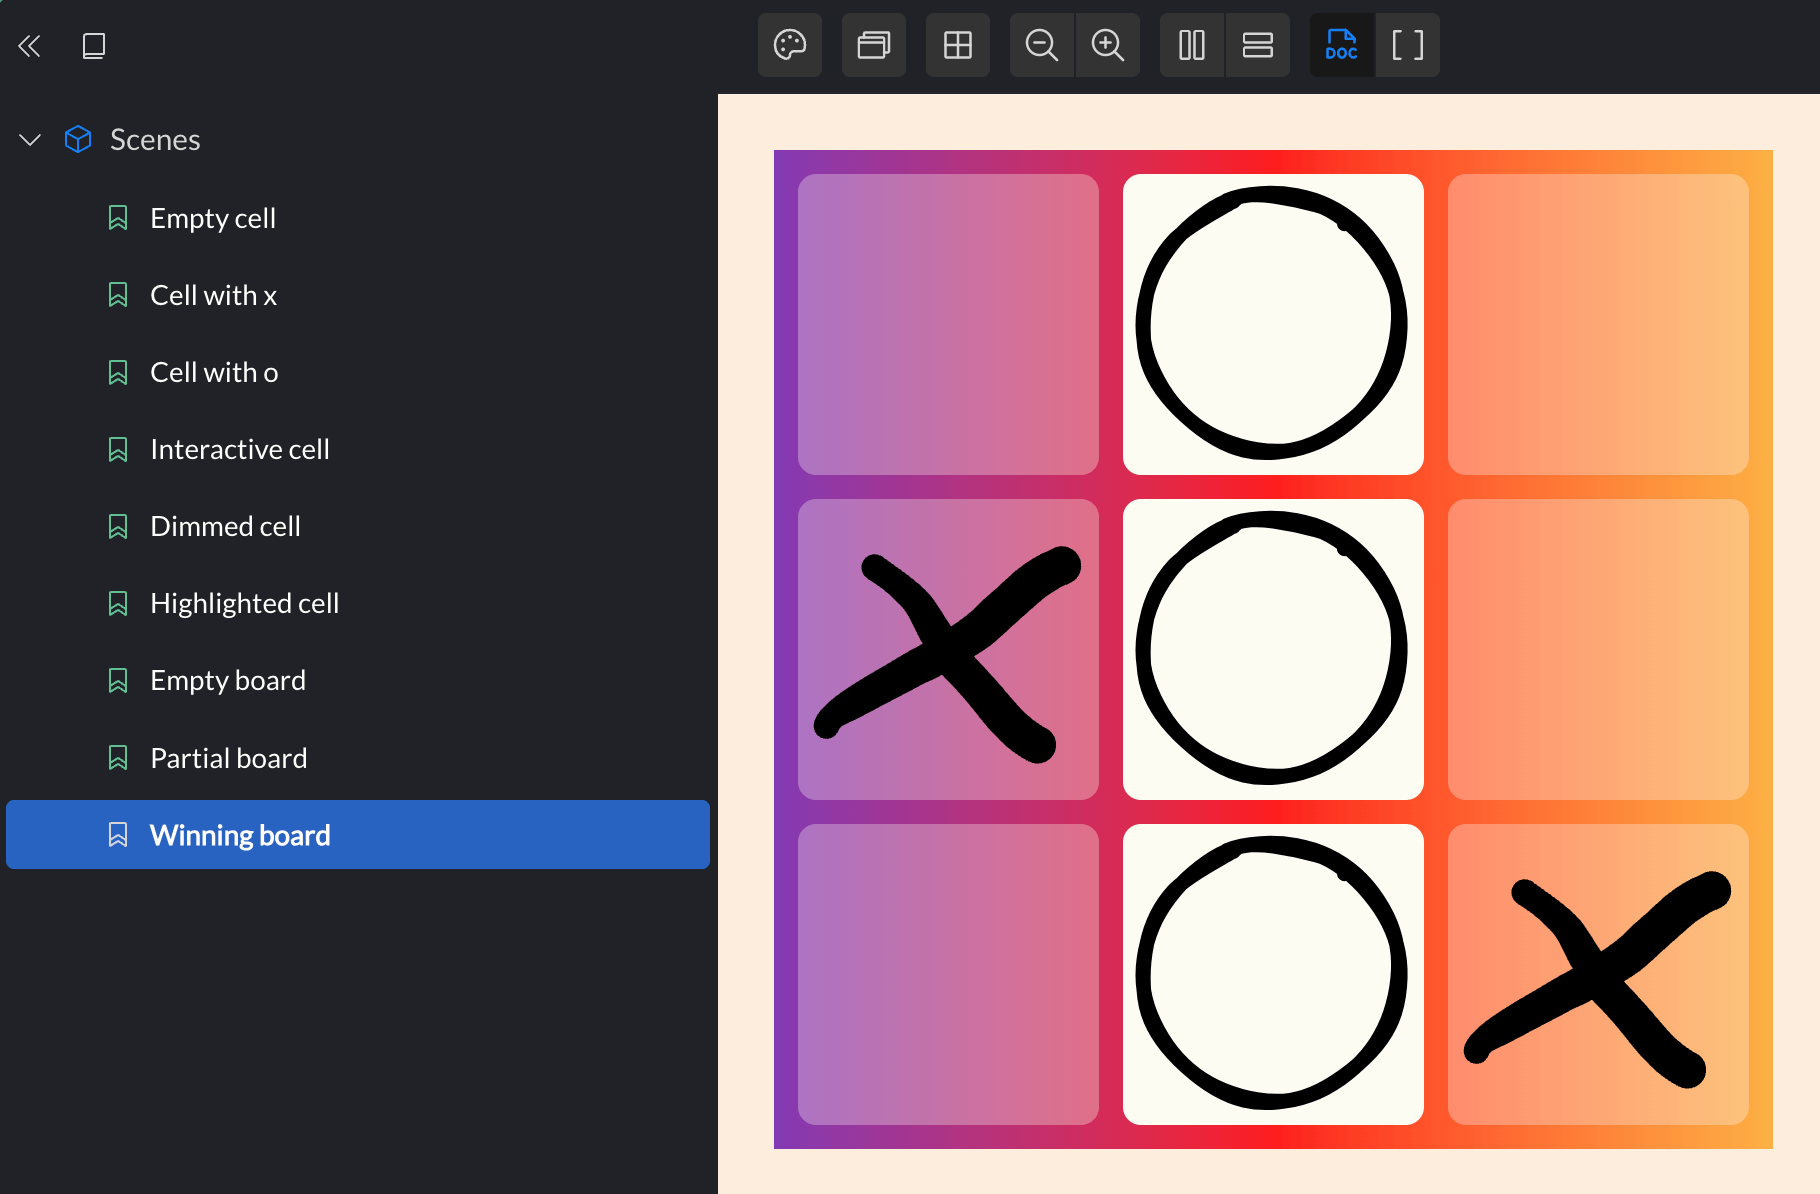 DOC
Scenes
Empty cell
Cell with x
Cell with o
Interactive cell
Dimmed cell
Highlighted cell
Empty board
Partial board
Winning board